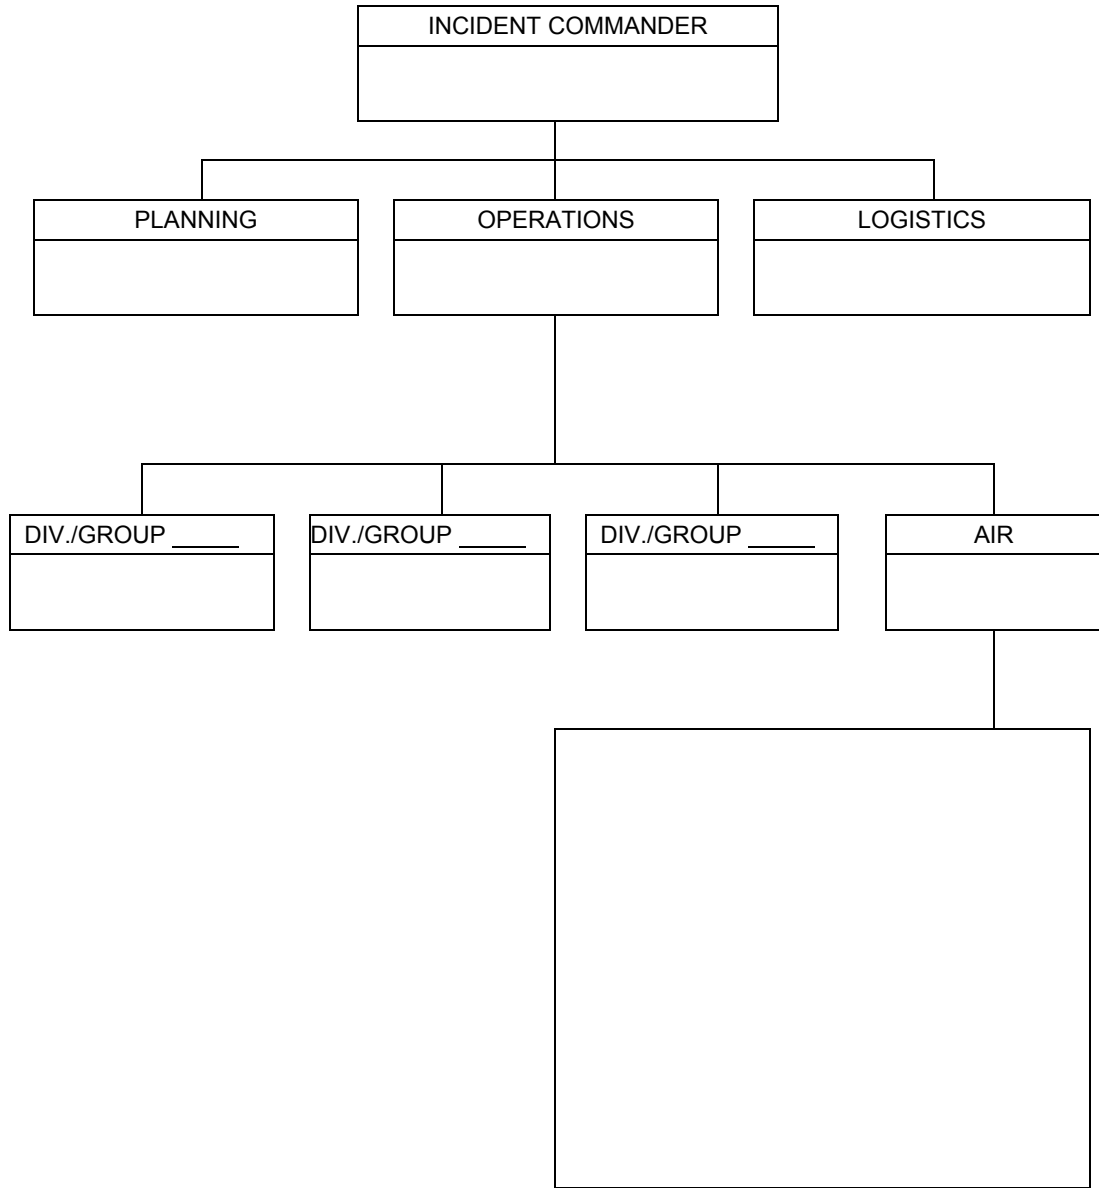 INCIDENT COMMANDER
PLANNING
OPERATIONS
LOGISTICS
DIV./GROUP _____
DIV./GROUP _____
DIV./GROUP _____
AIR